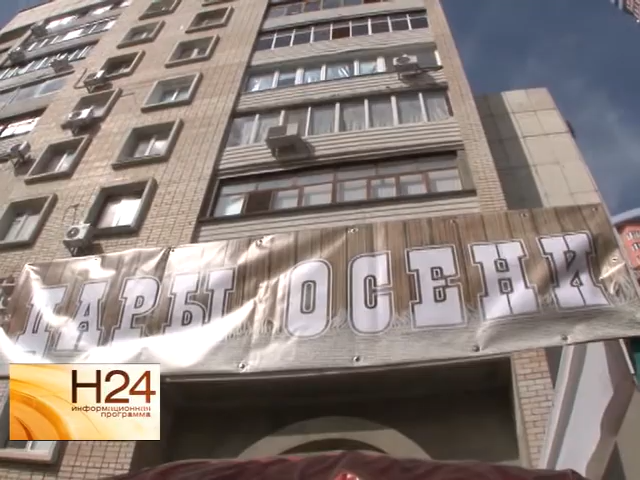 ДАРЫ ОСЕНИ
Н24
информационная
программа